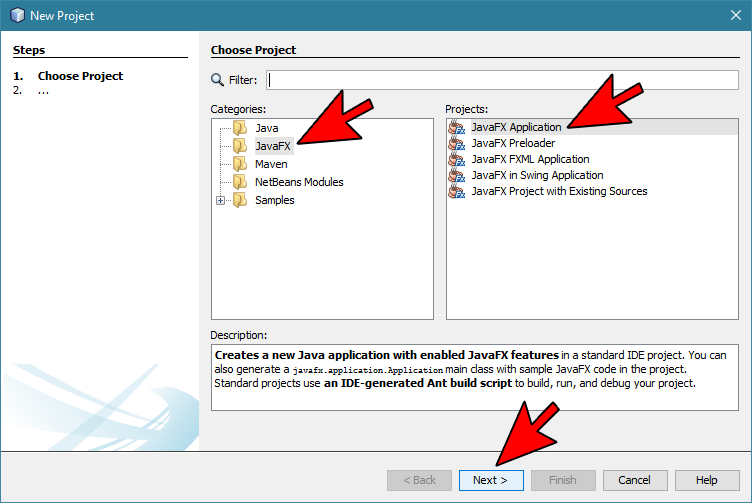 New Project
Steps
1. Choose Project
2. ...
Choose Project
Filter:
Categories:
Java
JavaFX
Maven
NetBeans Modules
Samples
Projects:
JavaFX Application
JavaFX Preloader
JavaFX FXML Application
JavaFX in Swing Application
JavaFX Project with Existing Sources
Description:
Creates a new Java application with enabled JavaFX features in a standard IDE project. You can
also generate a javafx.application.Application main class with sample JavaFX code in the project.
Standard projects use an IDE-generated Ant build script to build, run, and debug your project.
< Back
Next >
Finish
Cancel
Help